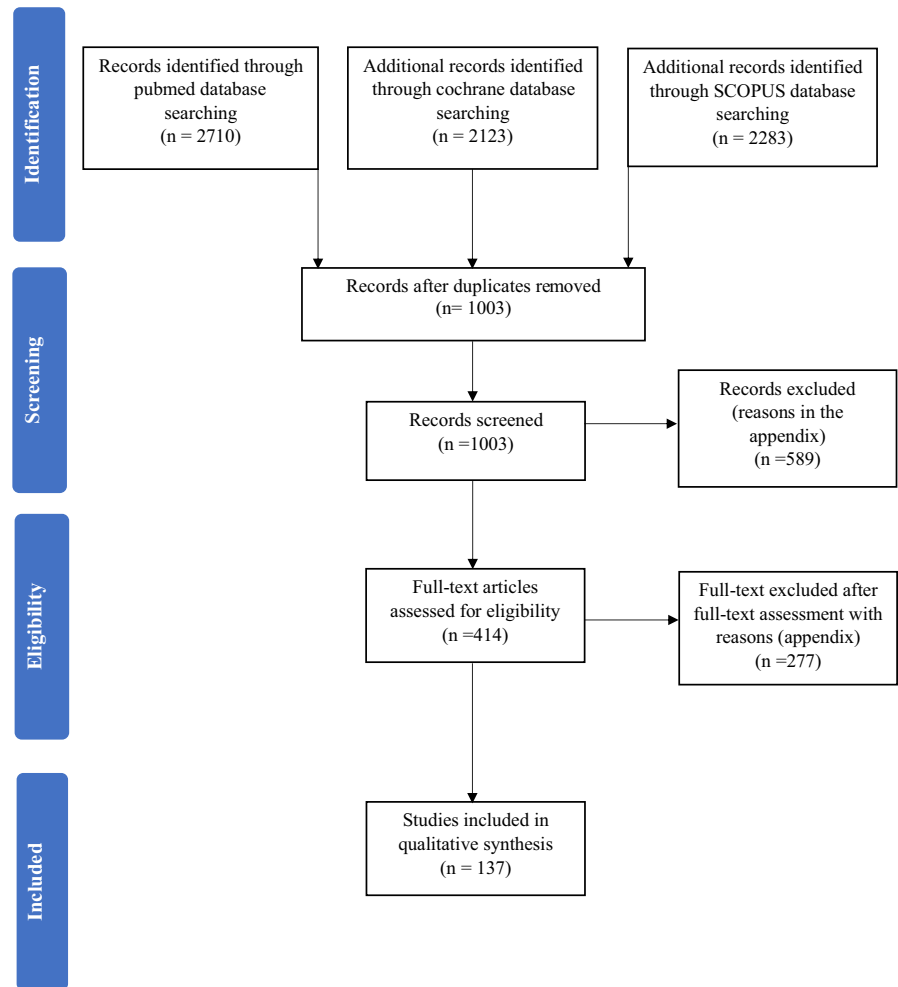 Identification
Records identified through
pubmed database
searching
(n = 2710)
Additional records identified
through cochrane database
searching
(n = 2123)
Additional records identified
through SCOPUS database
searching
(n = 2283)
Screening
Records after duplicates removed
(n= 1003)
Records screened
(n =1003)
Records excluded
(reasons in the
appendix)
(n =589)
Eligibility
Full-text articles
assessed for eligibility
(n =414)
Full-text excluded after
full-text assessment with
reasons (appendix)
(n =277)
Included
Studies included in
qualitative synthesis
(n = 137)